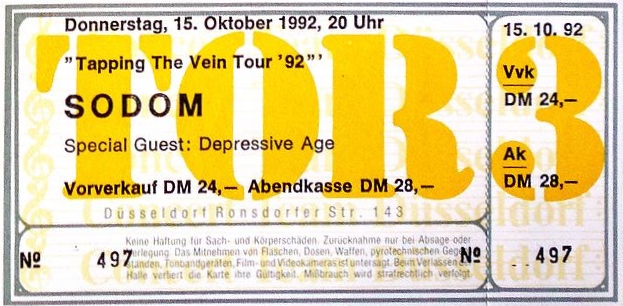 Donnerstag, 15. Oktober 1992, 20 Uhr
"Tapping The Vein Tour '92"'
SODOM
Special Guest: Depressive Age
Vorverkauf DM 24,– Abendkasse DM 28,–
TOR 3
Düsseldorf Ronsdorfer Str. 143
15. 10. 92
Vvk
DM 24,–
Ak
DM 28,–
Nº 497
Keine Haftung für Sach- und Körperschäden. Zurücknahme nur bei Absage oder
Verlegung. Das Mitnehmen von Flaschen, Dosen, Waffen, pyrotechnischen Gegen-
ständen, Tonbandgeräten, Film- und Videokameras ist untersagt. Beim Verlassen
Halle verliert die Karte ihre Gültigkeit. Mißbrauch wird strafrechtlich verfolgt.
Nº 497